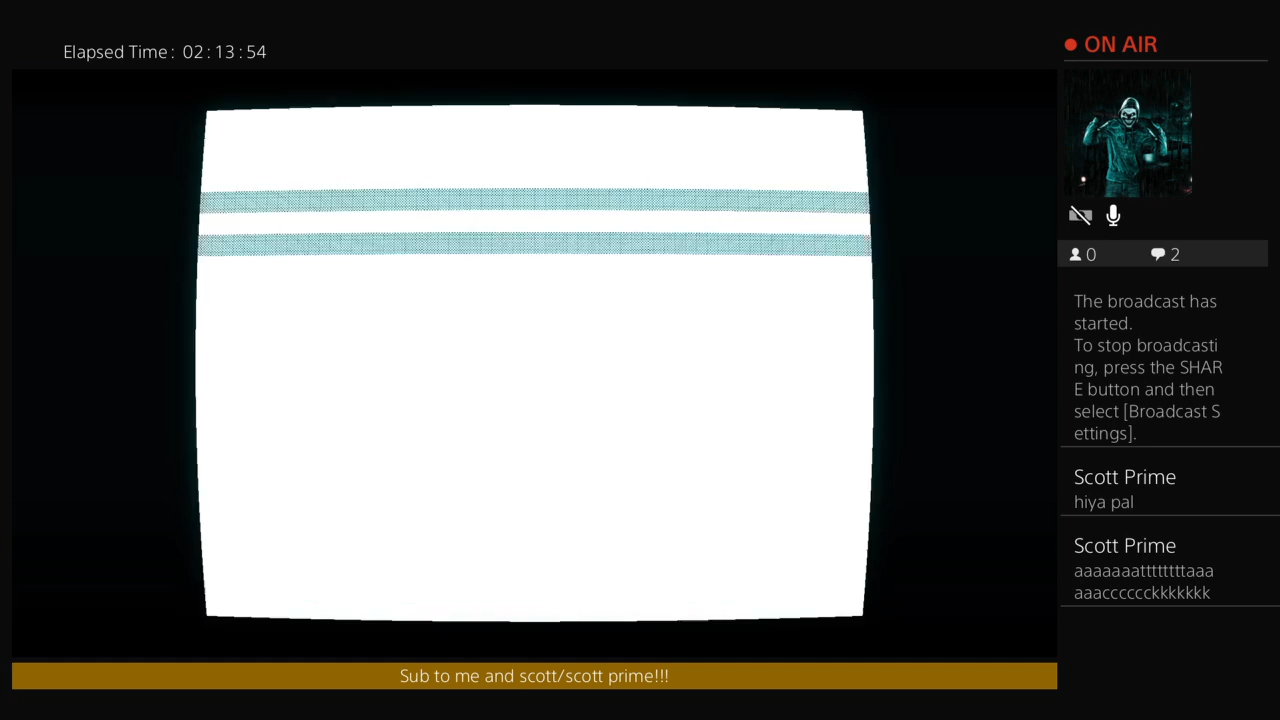 Elapsed Time: 02:13:54
ON AIR
0 2
The broadcast has
started.
To stop broadcasti
ng, press the SHAR
E button and then
select [Broadcast S
ettings].
Scott Prime
hiya pal
Scott Prime
aaaaaaattttttttaaa
aaacccccckkkkkkk
Sub to me and scott/scott prime!!!